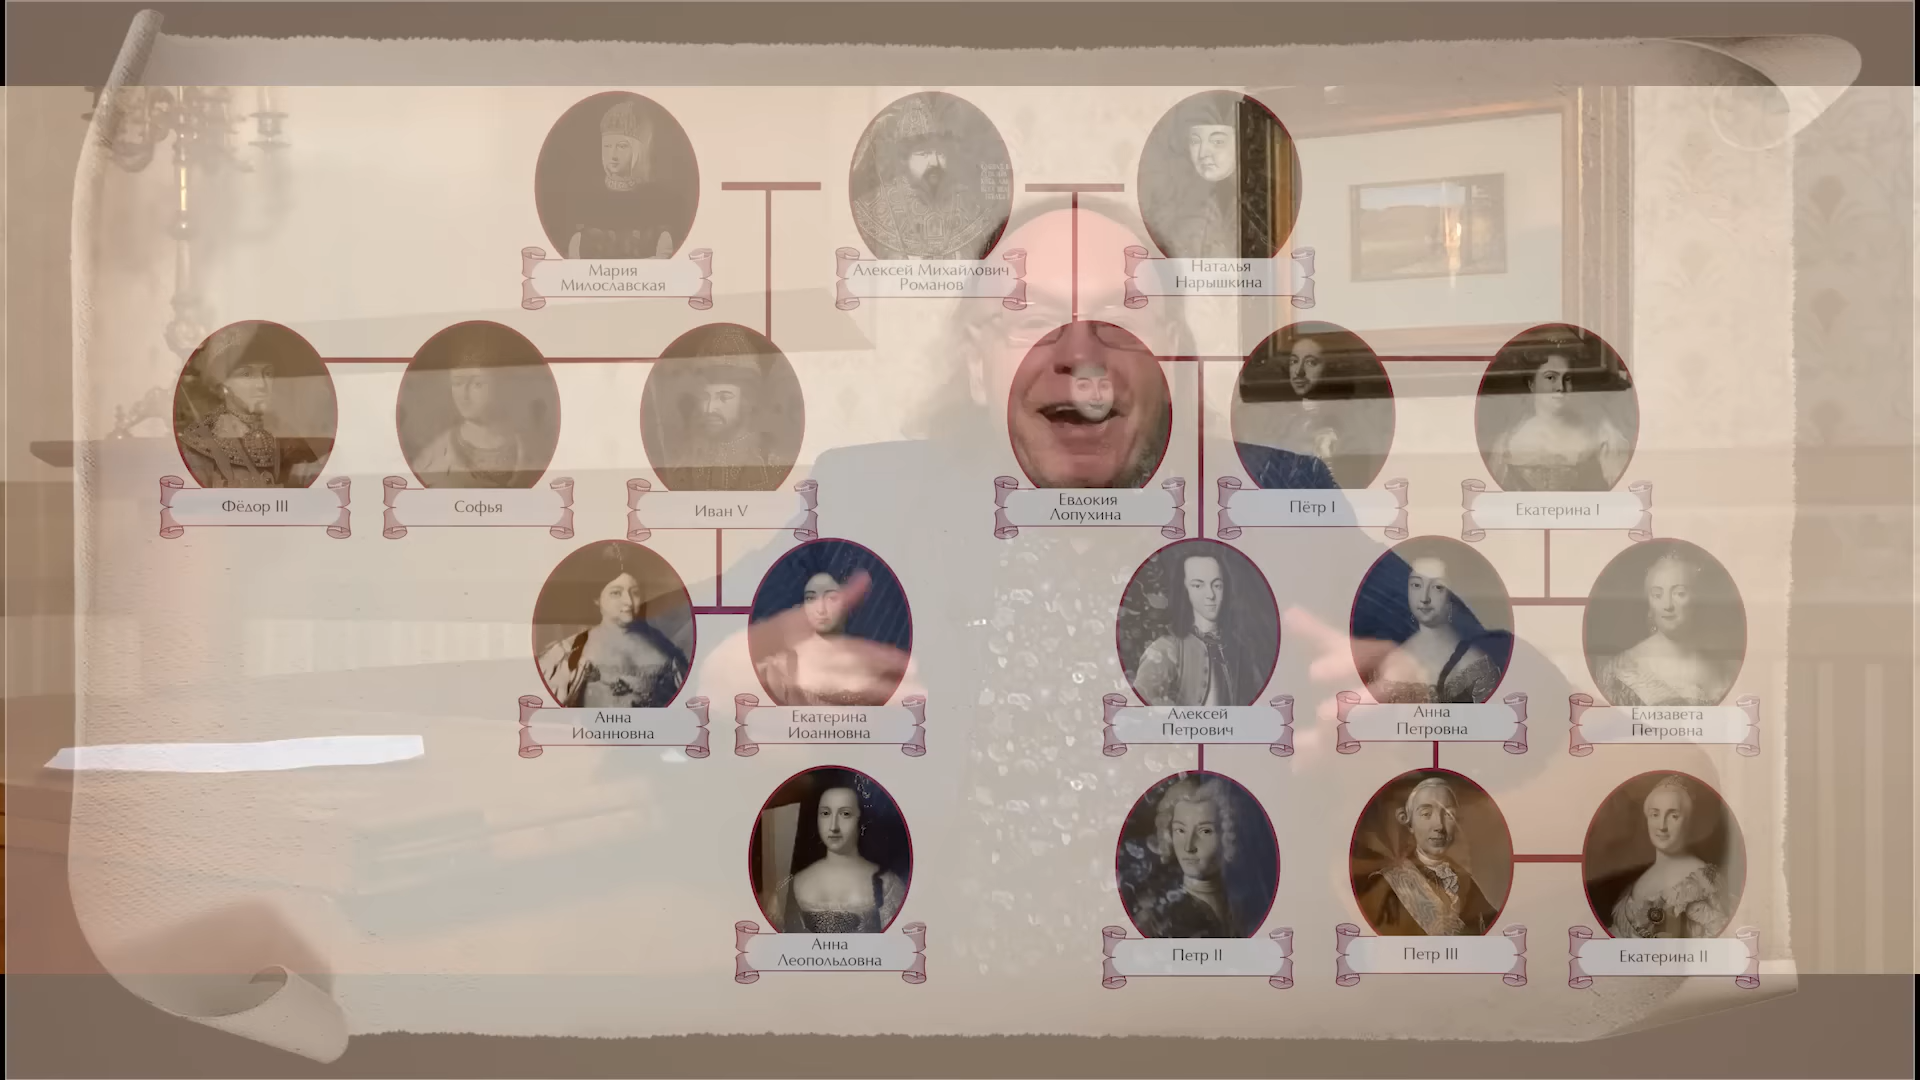 Мария
Милославская
Алексей Михайлович
Романов
Наталья
Нарышкина
Фёдор III
Софья
Иван V
Евдокия
Лопухина
Пётр I
Екатерина I
Анна
Иоанновна
Екатерина
Иоанновна
Алексей
Петрович
Анна
Петровна
Елизавета
Петровна
Анна
Леопольдовна
Петр II
Петр III
Екатерина II